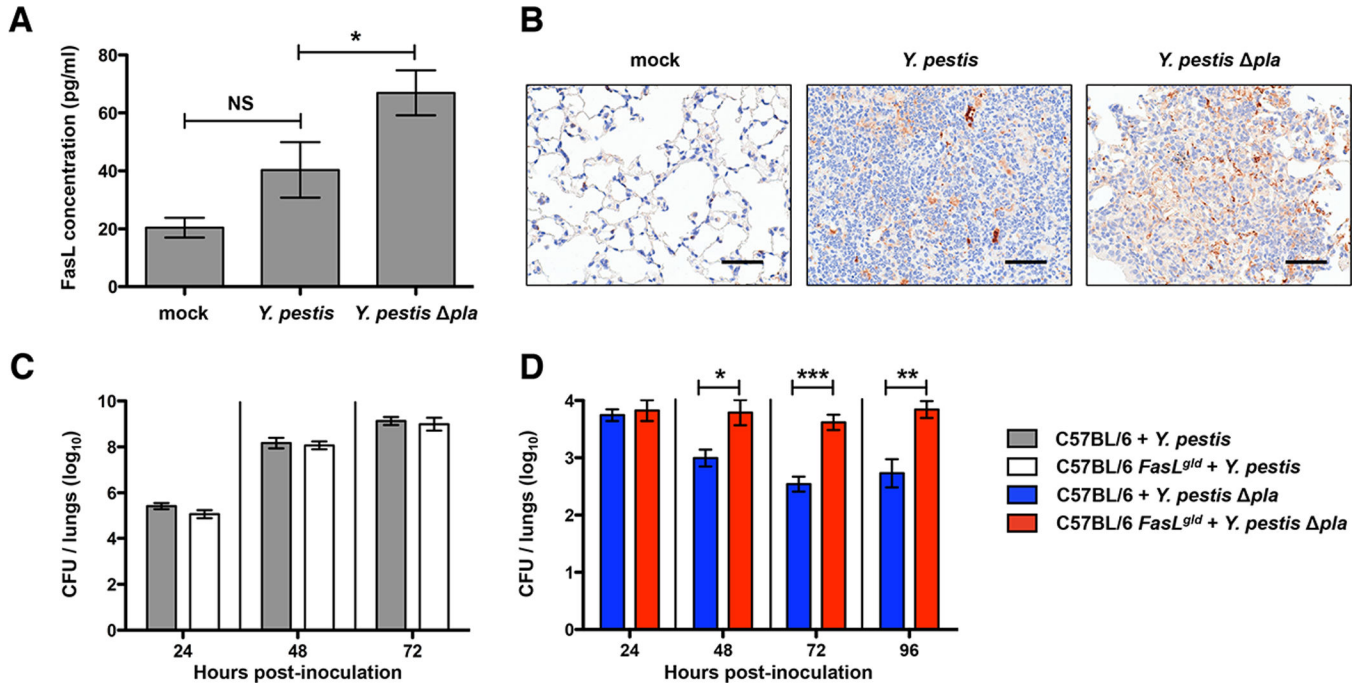 A
FasL concentration (pg/ml)
80
60
40
20
0
NS
*
mock
Y. pestis
Y. pestis Δpla
B
mock
Y. pestis
Y. pestis Δpla
C
CFU / lungs (log10)
10
8
6
4
2
0
24
48
72
Hours post-inoculation
D
CFU / lungs (log10)
4
3
2
1
0
*
***
**
24
48
72
96
Hours post-inoculation
C57BL/6 + Y. pestis
C57BL/6 FasLgld + Y. pestis
C57BL/6 + Y. pestis Δpla
C57BL/6 FasLgld + Y. pestis Δpla